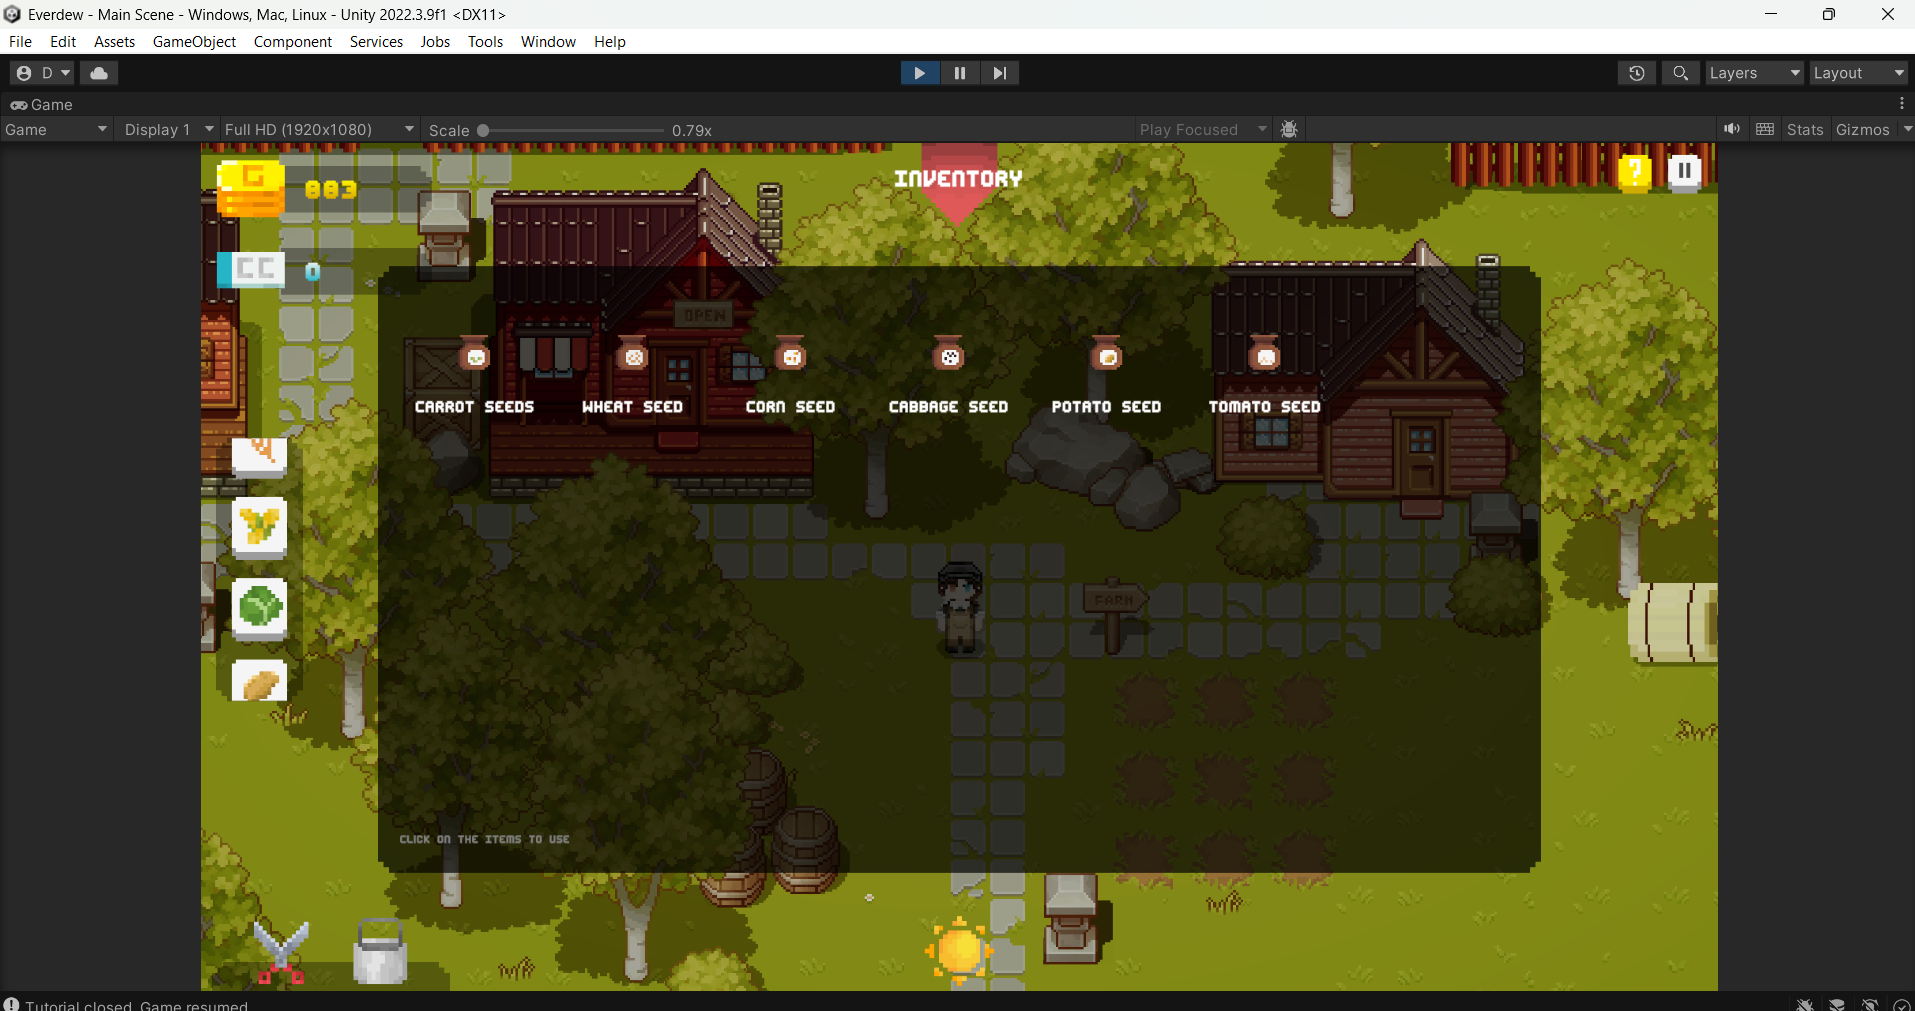 Everdew - Main Scene - Windows, Mac, Linux - Unity 2022.3.9f1 <DX11>
File Edit Assets GameObject Component Services Jobs Tools Window Help
D
Layers
Layout
Game
Game
Display 1
Full HD (1920x1080)
Scale
0.79x
Play Focused
Stats
Gizmos
G
883
INVENTORY
?
CC
0
OPEN
CARROT SEEDS
WHEAT SEED
CORN SEED
CABBAGE SEED
POTATO SEED
TOMATO SEED
FARM
CLICK ON THE ITEMS TO USE
Tutorial closed. Game resumed